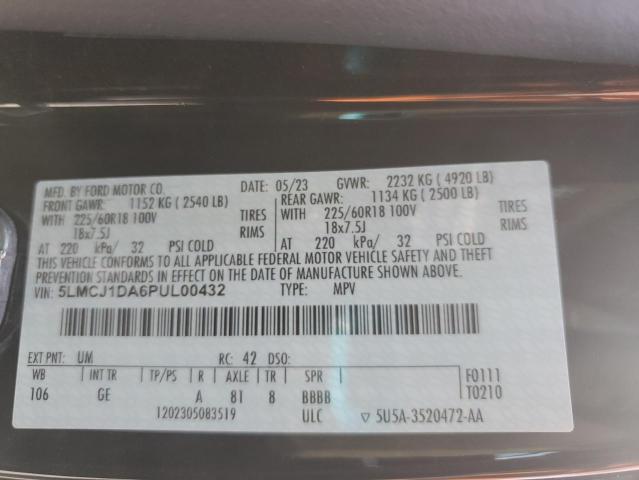 MFD. BY FORD MOTOR CO. DATE: 05/23 GVWR: 2232 KG ( 4920 LB)
FRONT GAWR: 1152 KG ( 2540 LB) REAR GAWR: 1134 KG ( 2500 LB)
WITH 225/60R18 100V TIRES WITH 225/60R18 100V TIRES
18x7.5J RIMS 18x7.5J RIMS
AT 220 kPa/ 32 PSI COLD AT 220 kPa/ 32 PSI COLD
THIS VEHICLE CONFORMS TO ALL APPLICABLE FEDERAL MOTOR VEHICLE SAFETY AND THEFT
PREVENTION STANDARDS IN EFFECT ON THE DATE OF MANUFACTURE SHOWN ABOVE.
VIN: 5LMCJ1DA6PUL00432 TYPE: MPV
EXT PNT: UM RC: 42 DSO:
WB INT TR TP/PS R AXLE TR SPR F0111
106 GE A 81 8 BBBB T0210
1202305083519 ULC ▽ 5U5A-3520472-AA